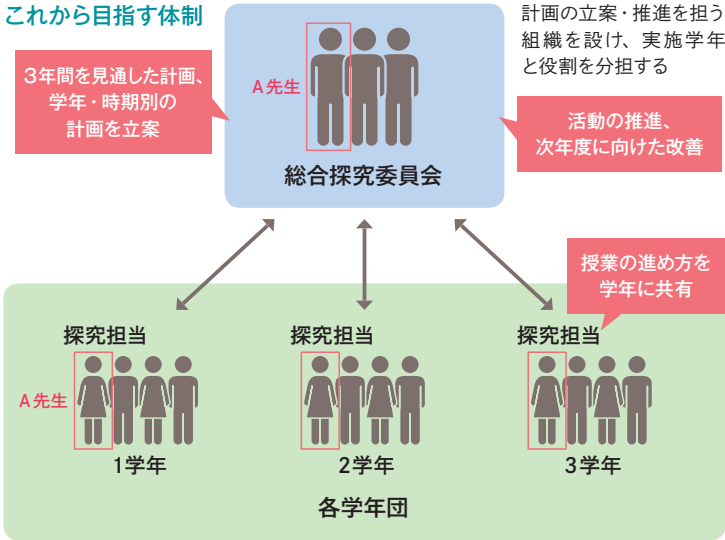 これから目指す体制
計画の立案・推進を担う
組織を設け、実施学年
と役割を分担する
3年間を見通した計画、
学年・時期別の
計画を立案
A先生
活動の推進、
次年度に向けた改善
総合探究委員会
授業の進め方を
学年に共有
探究担当
探究担当
探究担当
A先生
1学年
2学年
3学年
各学年団